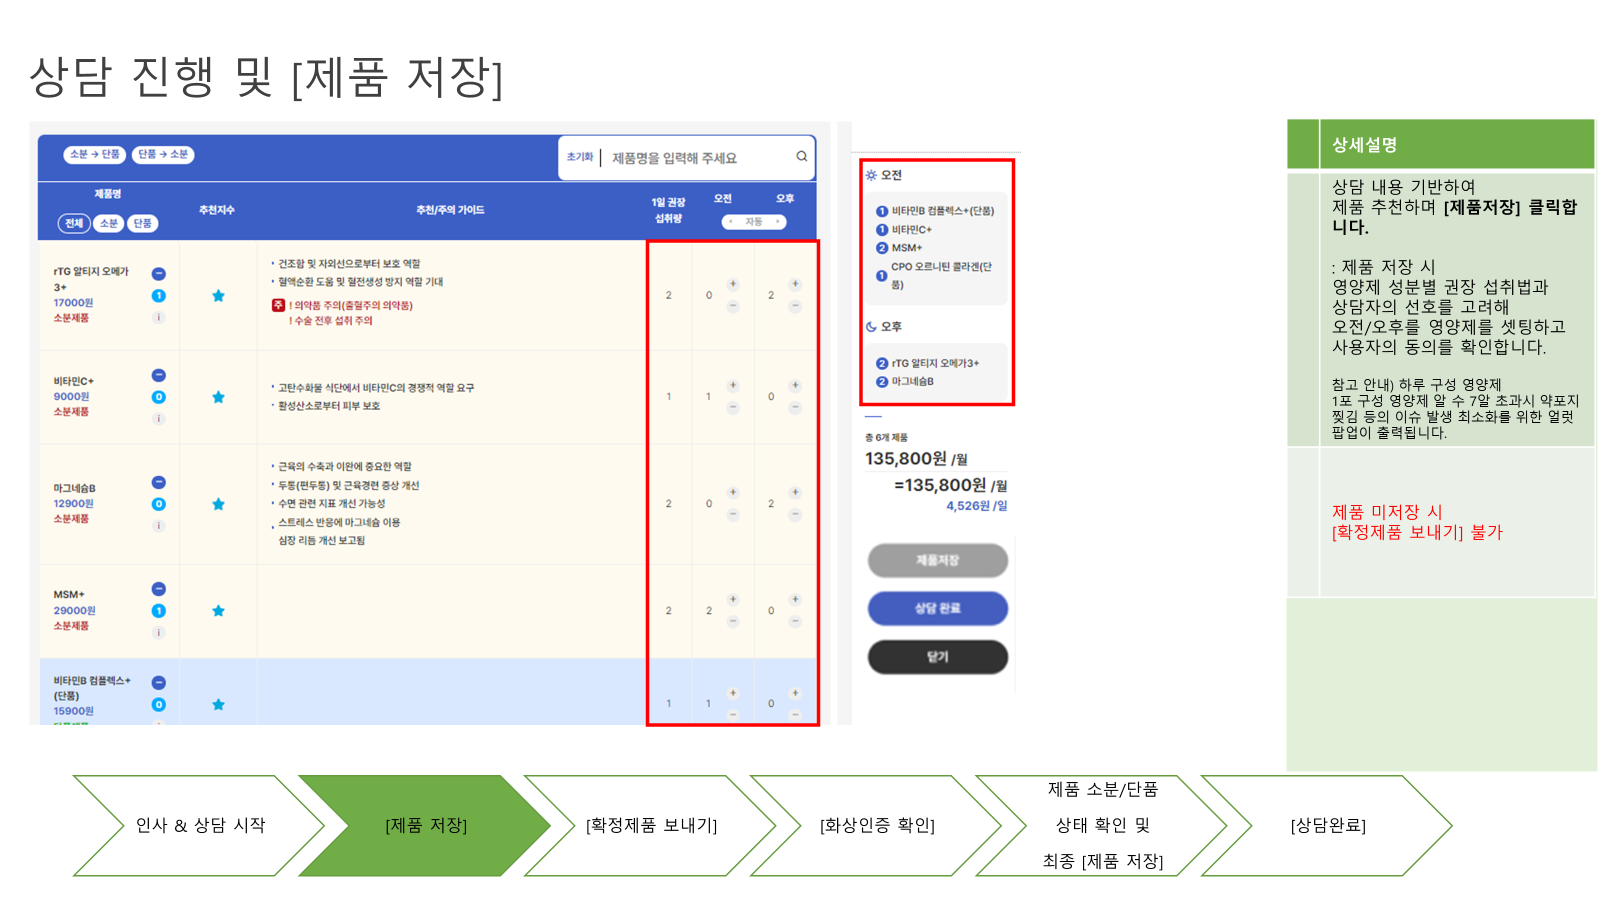 상담 진행 및 [제품 저장]
소분 → 단품 단품 → 소분
초기화 제품명을 입력해 주세요
제품명
전체 소분 단품
추천지수
추천/주의 가이드
1일 권장
섭취량
오전 오후
자동
rTG 알티지 오메가
3+
17000원
소분제품
1
i
• 건조함 및 자외선으로부터 보호 역할
• 혈액순환 도움 및 혈전생성 방지 역할 기대
주 ! 의약품 주의(출혈주의 의약품)
! 수술 전후 섭취 주의
2 0 + − 2 + −
비타민C+
9000원
소분제품
0
i
• 고탄수화물 식단에서 비타민C의 경쟁적 역할 요구
• 활성산소로부터 피부 보호
1 1 + − 0 + −
마그네슘B
12900원
소분제품
0
i
• 근육의 수축과 이완에 중요한 역할
• 두통(편두통) 및 근육경련 증상 개선
• 수면 관련 지표 개선 가능성
• 스트레스 반응에 마그네슘 이용
심장 리듬 개선 보고됨
2 0 + − 2 + −
MSM+
29000원
소분제품
1
i
2 2 + − 0 + −
비타민B 컴플렉스+
(단품)
15900원
0
1 1 + − 0 + −
오전
1 비타민B 컴플렉스+(단품)
1 비타민C+
2 MSM+
1 CPO 오르니틴 콜라겐(단
품)
오후
2 rTG 알티지 오메가3+
2 마그네슘B
총 6개 제품
135,800원 /월
=135,800원 /월
4,526원 /일
제품저장
상담 완료
닫기
상세설명
상담 내용 기반하여
제품 추천하며 [제품저장] 클릭합
니다.
: 제품 저장 시
영양제 성분별 권장 섭취법과
상담자의 선호를 고려해
오전/오후를 영양제를 셋팅하고
사용자의 동의를 확인합니다.
참고 안내) 하루 구성 영양제
1포 구성 영양제 알 수 7알 초과시 약포지
찢김 등의 이슈 발생 최소화를 위한 얼럿
팝업이 출력됩니다.
제품 미저장 시
[확정제품 보내기] 불가
인사 & 상담 시작
[제품 저장]
[확정제품 보내기]
[화상인증 확인]
제품 소분/단품
상태 확인 및
최종 [제품 저장]
[상담완료]